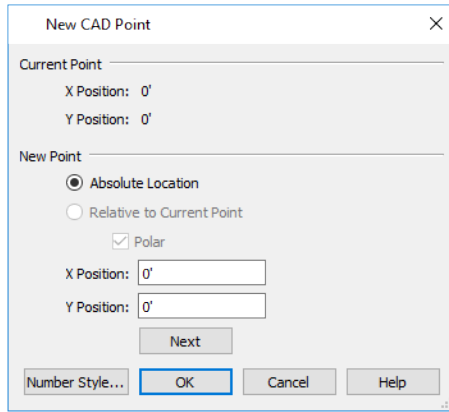 New CAD Point
Current Point
X Position: 0'
Y Position: 0'
New Point
Absolute Location
Relative to Current Point
Polar
X Position: 0'
Y Position: 0'
Next
Number Style... OK Cancel Help